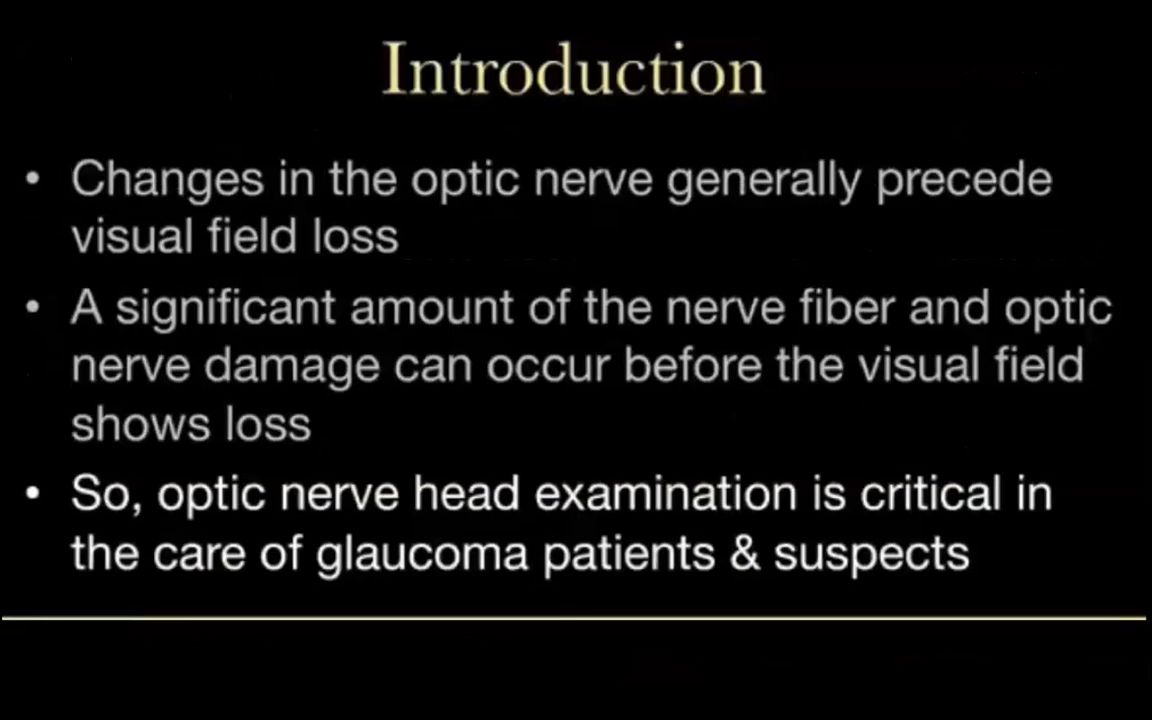 Introduction
• Changes in the optic nerve generally precede
visual field loss
• A significant amount of the nerve fiber and optic
nerve damage can occur before the visual field
shows loss
• So, optic nerve head examination is critical in
the care of glaucoma patients & suspects